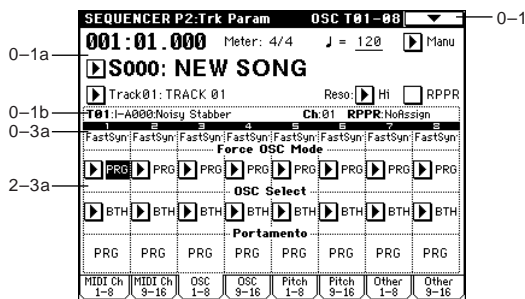 SEQUENCER P2:Trk Param OSC T01-08
0-1
001:01.000 Meter: 4/4 ♩ = 120 Manu
0-1a
S000: NEW SONG
Track01: TRACK 01 Reso: Hi RPPR
0-1b
T01:I-A000:Noisy Stabber Ch:01 RPPR:NoAssign
0-3a
1 2 3 4 5 6 7 8
FastSyn FastSyn FastSyn FastSyn FastSyn FastSyn FastSyn FastSyn
Force OSC Mode
PRG PRG PRG PRG PRG PRG PRG PRG
2-3a
OSC Select
BTH BTH BTH BTH BTH BTH BTH BTH
Portamento
PRG PRG PRG PRG PRG PRG PRG PRG
MIDI Ch 1-8 MIDI Ch 9-16 OSC 1-8 OSC 9-16 Pitch 1-8 Pitch 9-16 Other 1-8 Other 9-16